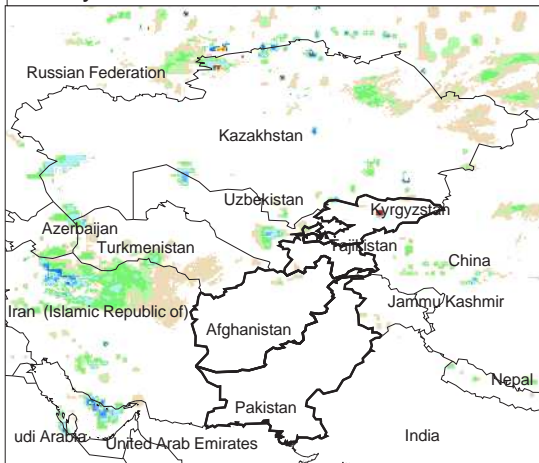 Russian Federation
Kazakhstan
Uzbekistan
Kyrgyzstan
Azerbaijan
Turkmenistan
Tajikistan
China
Jammu/Kashmir
Iran (Islamic Republic of)
Afghanistan
Nepal
Pakistan
udi Arabia
United Arab Emirates
India